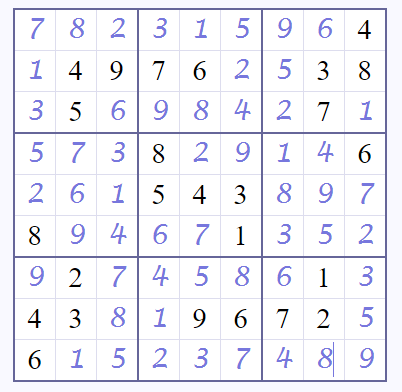 7 8 2 3 1 5 9 6 4
1 4 9 7 6 2 5 3 8
3 5 6 9 8 4 2 7 1
5 7 3 8 2 9 1 4 6
2 6 1 5 4 3 8 9 7
8 9 4 6 7 1 3 5 2
9 2 7 4 5 8 6 1 3
4 3 8 1 9 6 7 2 5
6 1 5 2 3 7 4 8 9